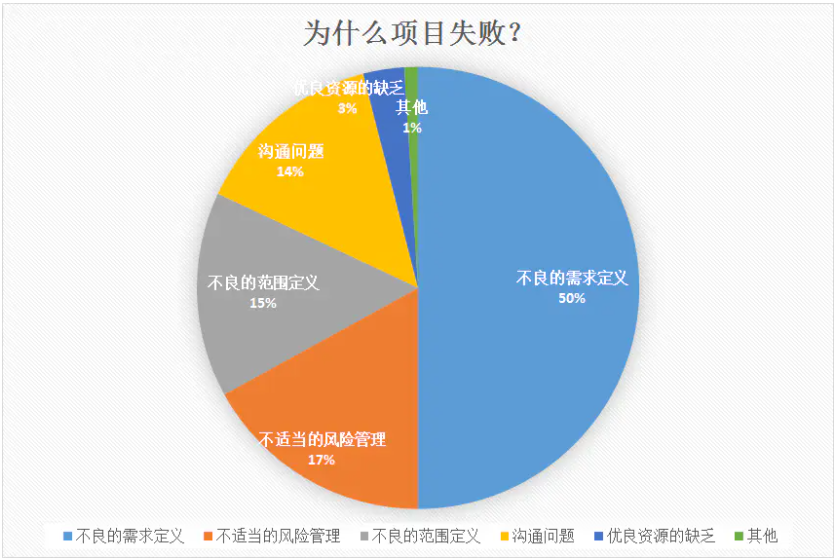 为什么项目失败?
优良资源的缺乏
3%
其他
1%
沟通问题
14%
不良的需求定义
50%
不良的范围定义
15%
不适当的风险管理
17%
不良的需求定义 不适当的风险管理 不良的范围定义 沟通问题 优良资源的缺乏 其他